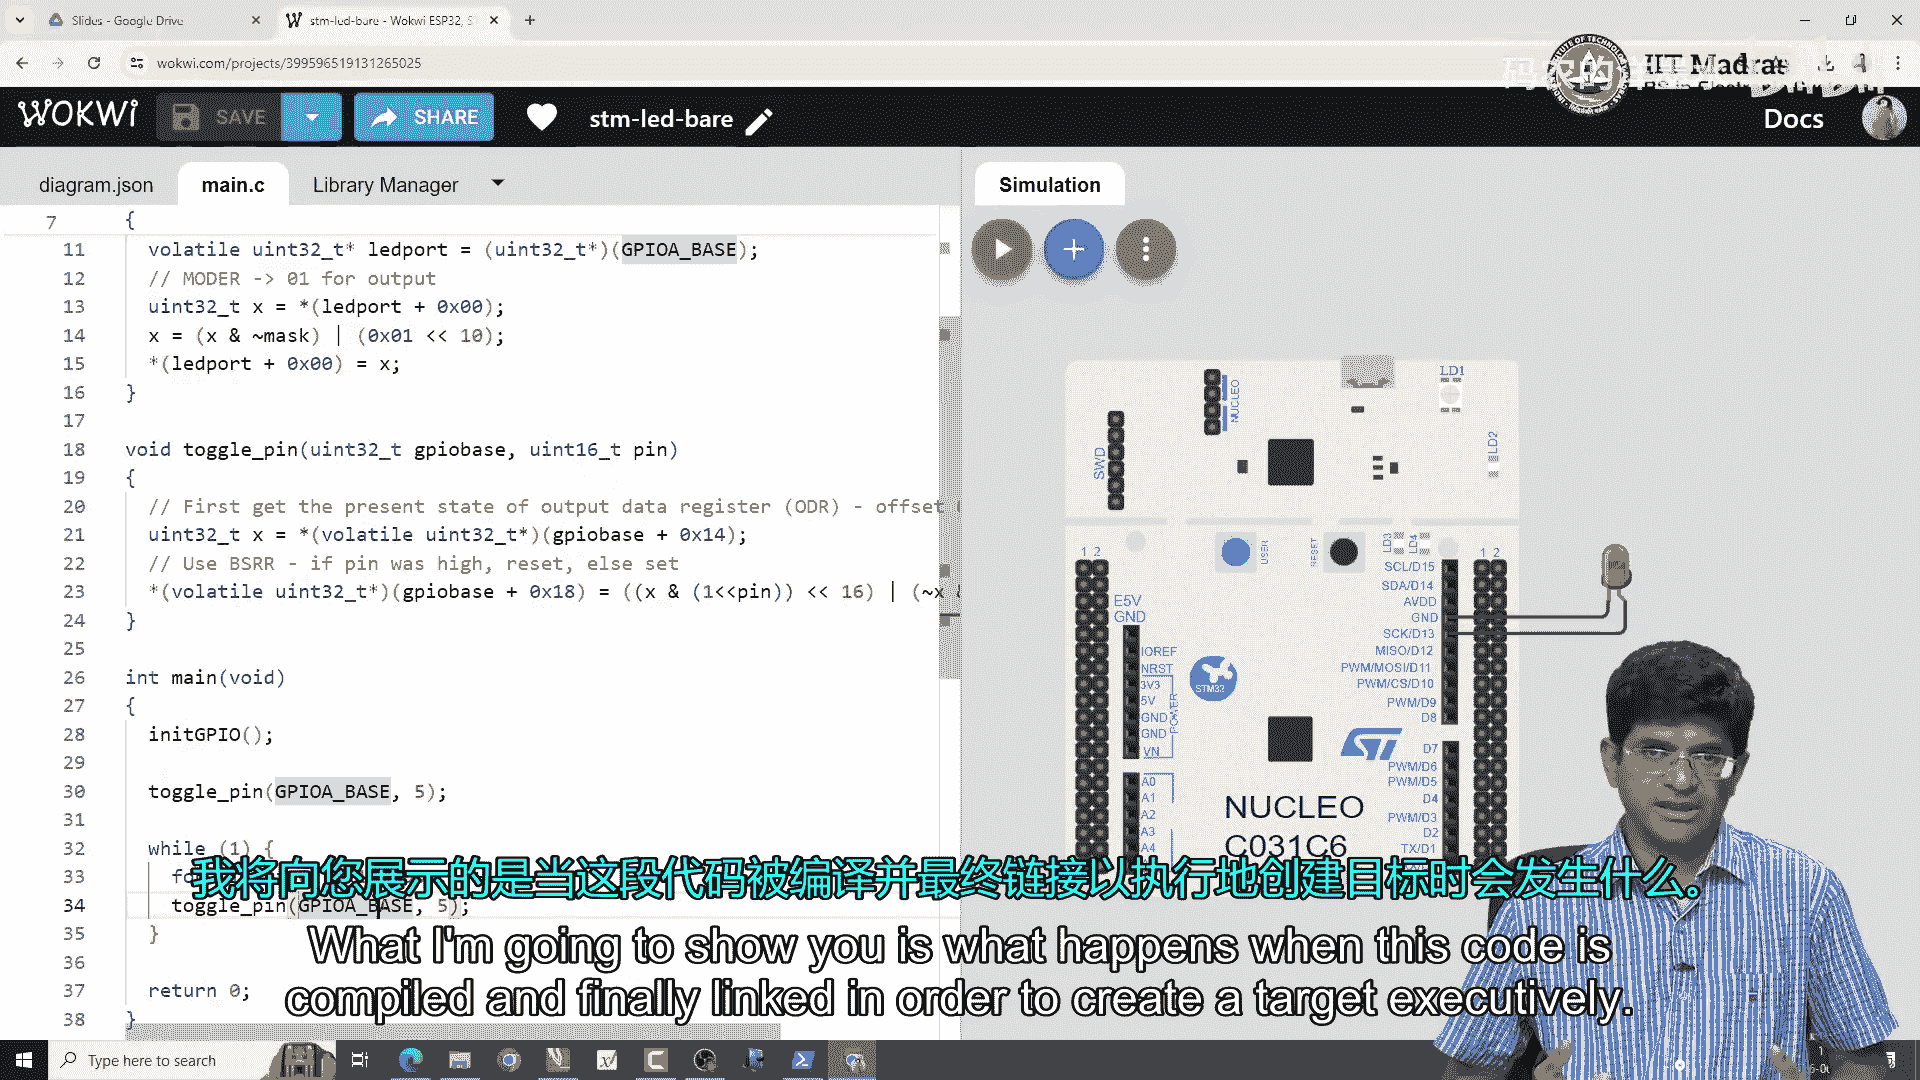 Slides - Google Drive
stm-led-bare - Wokwi ESP32, S
wokwi.com/projects/399596519131265025
IIT Madras
WOKWI
SAVE
SHARE
stm-led-bare
Docs
diagram.json
main.c
Library Manager
Simulation
7 {
11 volatile uint32_t* ledport = (uint32_t*)(GPIOA_BASE);
12 // MODER -> 01 for output
13 uint32_t x = *(ledport + 0x00);
14 x = (x & ~mask) | (0x01 << 10);
15 *(ledport + 0x00) = x;
16 }
17
18 void toggle_pin(uint32_t gpiobase, uint16_t pin)
19 {
20 // First get the present state of output data register (ODR) - offset
21 uint32_t x = *(volatile uint32_t*)(gpiobase + 0x14);
22 // Use BSRR - if pin was high, reset, else set
23 *(volatile uint32_t*)(gpiobase + 0x18) = ((x & (1<<pin)) << 16) | (~x
24 }
25
26 int main(void)
27 {
28 initGPIO();
29
30 toggle_pin(GPIOA_BASE, 5);
31
32 while (1) {
33 fo
34 toggle_pin(GPIOA_BASE, 5);
35 }
36
37 return 0;
38 }
NUCLEO
LD1
LD2
SWD
USER
RESET
LD3
LD4
1 2
1 2
E5V
GND
IOREF
NRST
3V3
5V
GND
GND
VN
POWER
A0
A1
A2
A3
A4
STM32
SCL/D15
SDA/D14
AVDD
GND
SCK/D13
MISO/D12
PWM/MOSI/D11
PWM/CS/D10
PWM/D9
D8
D7
PWM/D6
PWM/D5
D4
PWM/D3
D2
TX/D1
NUCLEO
C031C6
我将向您展示的是当这段代码被编译并最终链接以执行地创建目标时会发生什么。
What I'm going to show you is what happens when this code is
compiled and finally linked in order to create a target executively.
Type here to search